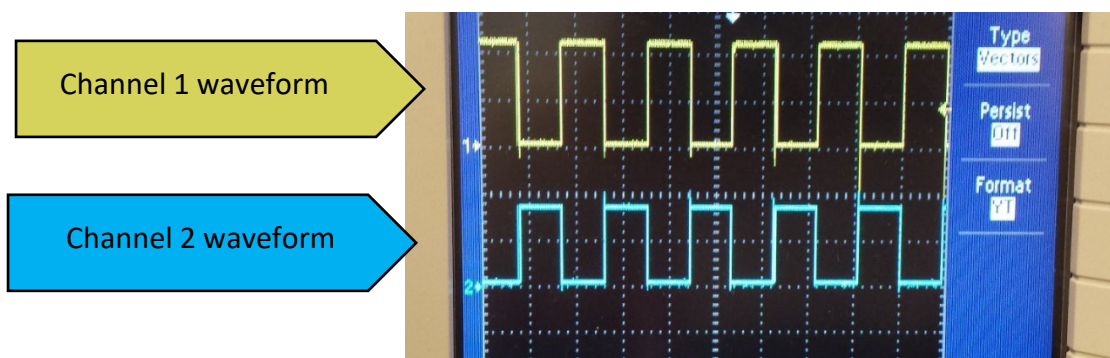 Channel 1 waveform
Channel 2 waveform
1
2
Type
Vectors
Persist
Off
Format
YT